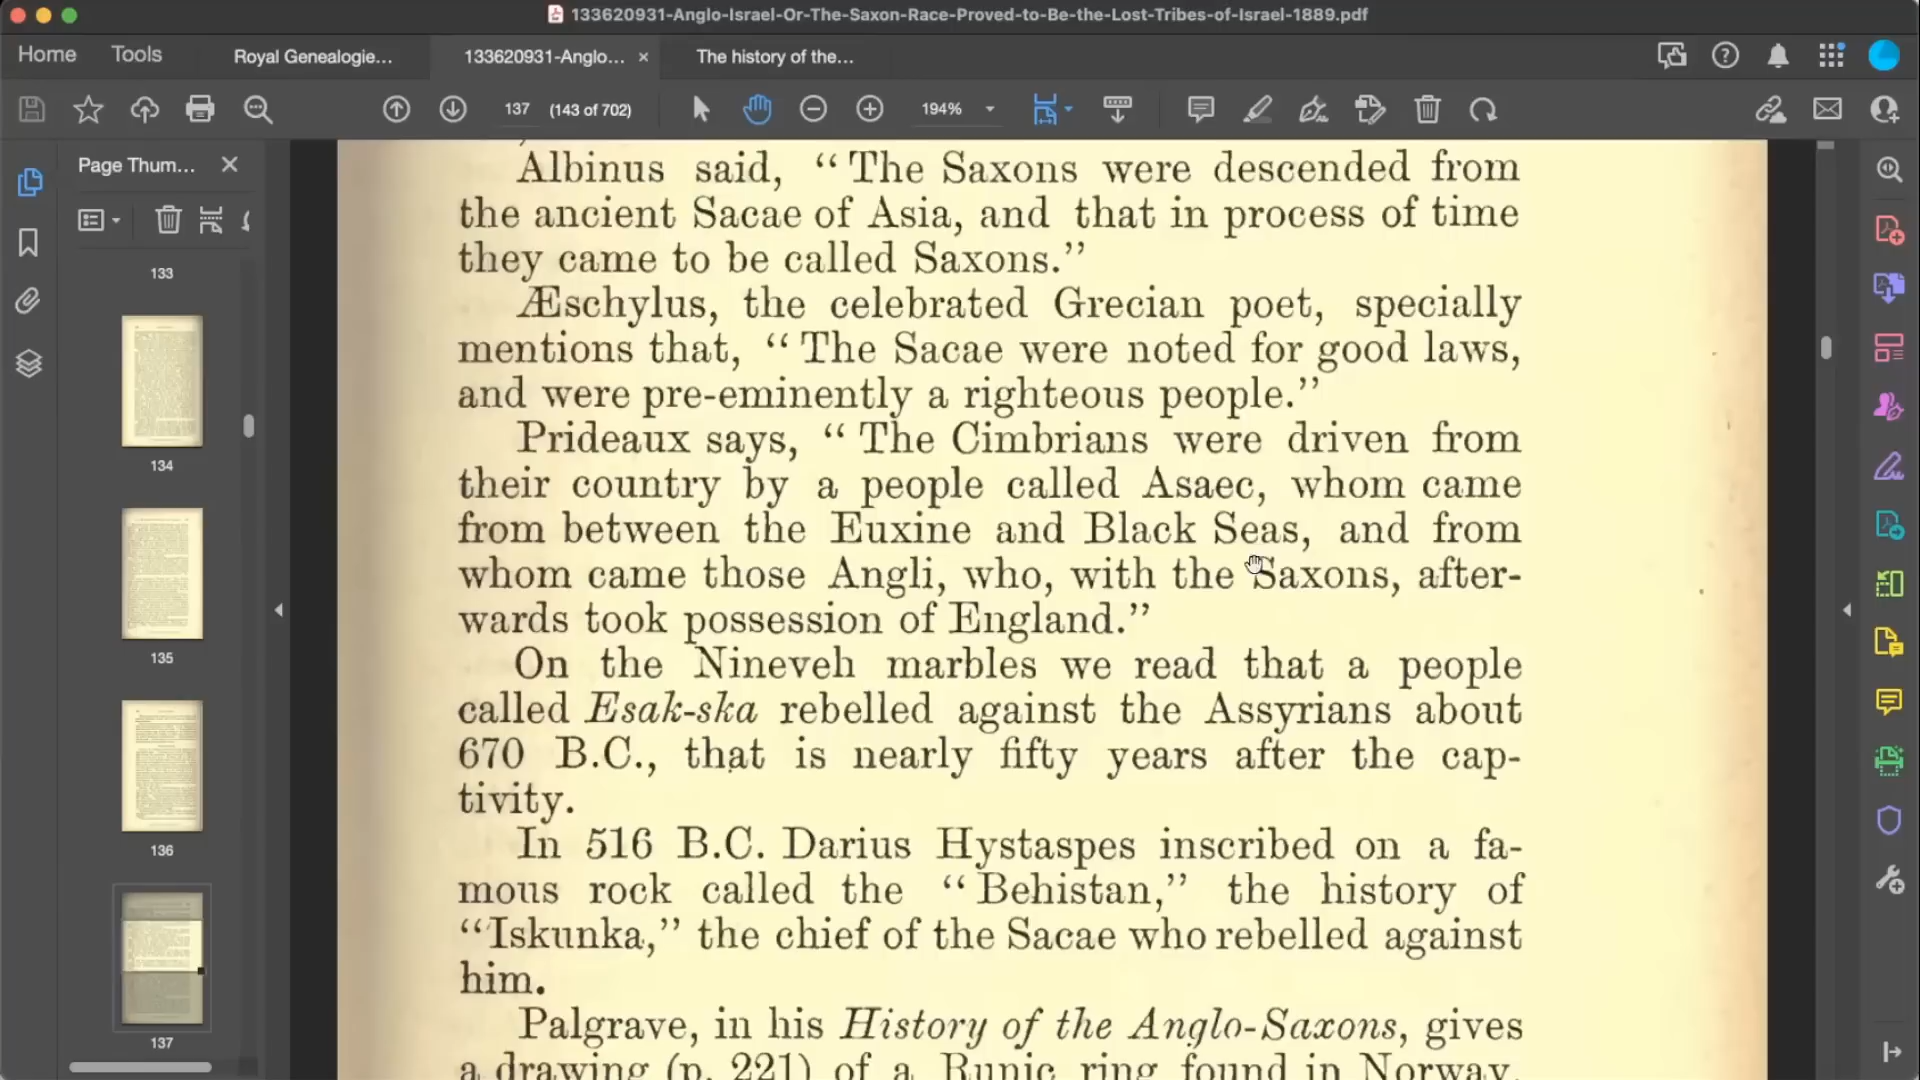 133620931-Anglo-Israel-Or-The-Saxon-Race-Proved-to-Be-the-Lost-Tribes-of-Israel-1889.pdf
Home
Tools
Royal Genealogie...
133620931-Anglo...
The history of the...
137
(143 of 702)
194%
Page Thum...
133
134
135
136
137
Albinus said, “The Saxons were descended from
the ancient Sacae of Asia, and that in process of time
they came to be called Saxons.”
Æschylus, the celebrated Grecian poet, specially
mentions that, “The Sacae were noted for good laws,
and were pre-eminently a righteous people.”
Prideaux says, “The Cimbrians were driven from
their country by a people called Asaec, whom came
from between the Euxine and Black Seas, and from
whom came those Angli, who, with the Saxons, after-
wards took possession of England.”
On the Nineveh marbles we read that a people
called Esak-ska rebelled against the Assyrians about
670 B.C., that is nearly fifty years after the cap-
tivity.
In 516 B.C. Darius Hystaspes inscribed on a fa-
mous rock called the “Behistan,” the history of
“Iskunka,” the chief of the Sacae who rebelled against
him.
Palgrave, in his History of the Anglo-Saxons, gives
a drawing (p. 221) of a Runic ring found in Norway,